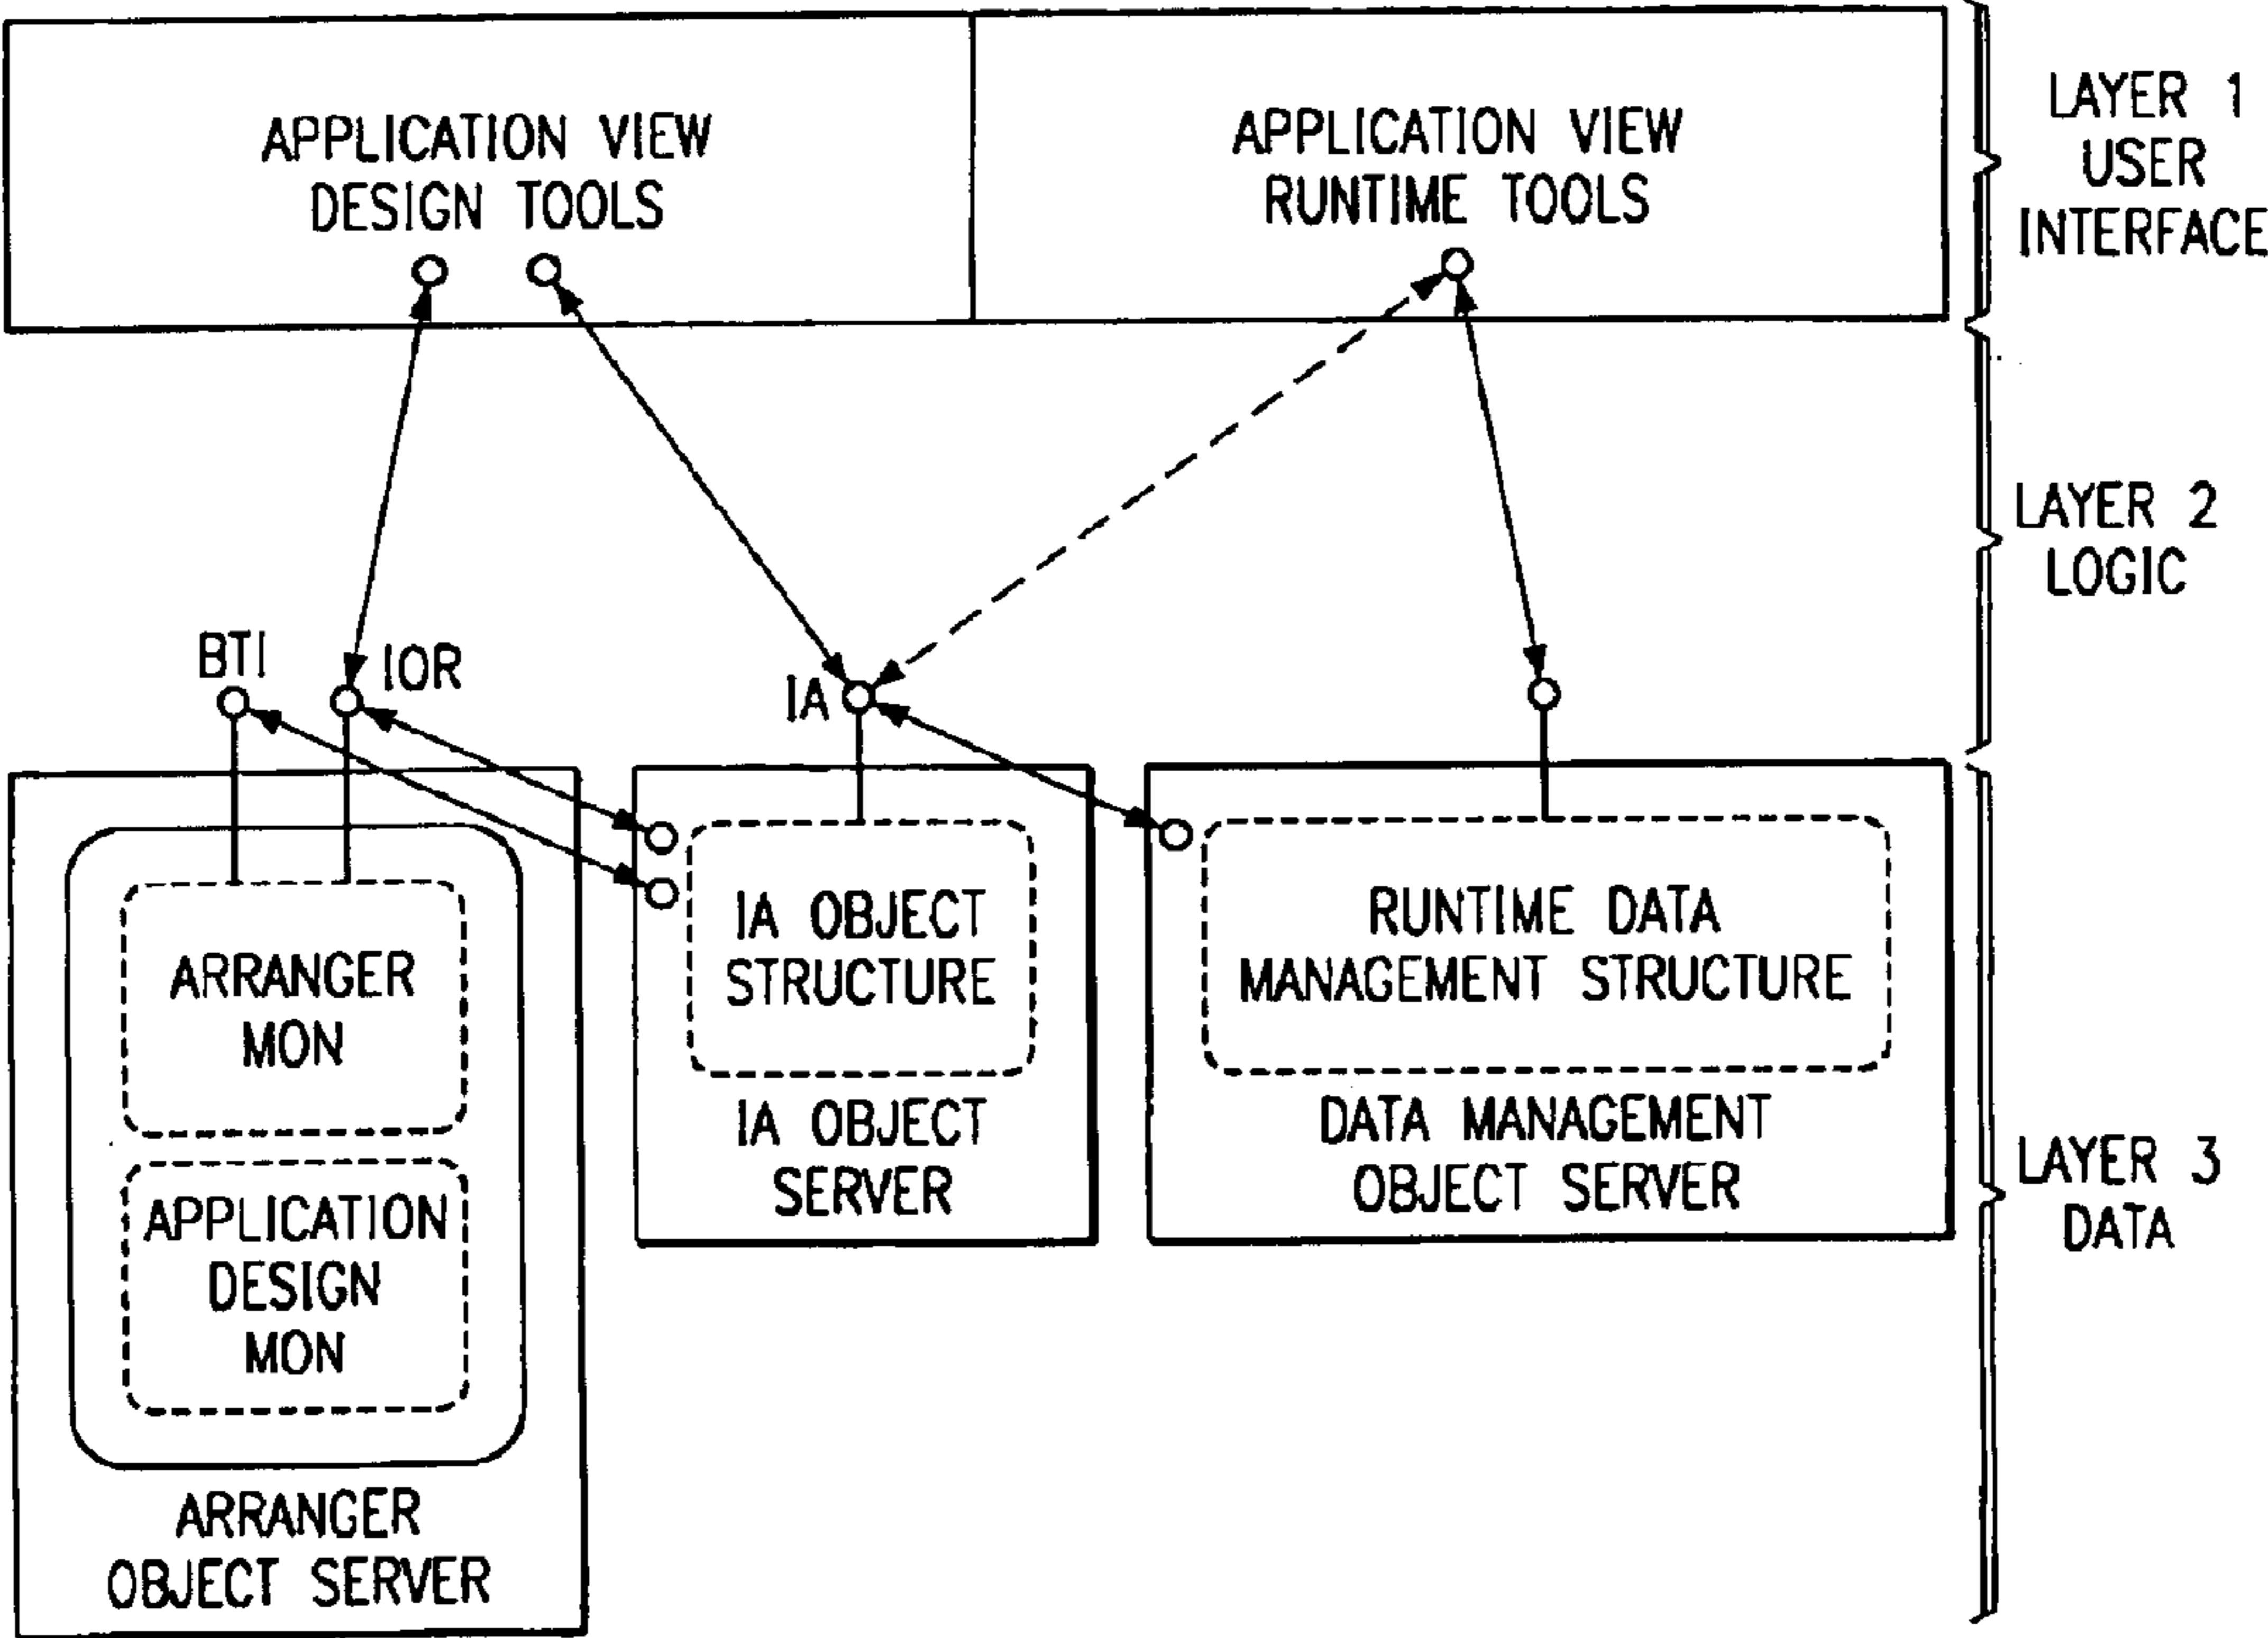 APPLICATION VIEW
DESIGN TOOLS
APPLICATION VIEW
RUNTIME TOOLS
LAYER 1
USER
INTERFACE
LAYER 2
LOGIC
BTI
IOR
IA
ARRANGER
MON
APPLICATION
DESIGN
MON
ARRANGER
OBJECT SERVER
IA OBJECT
STRUCTURE
IA OBJECT
SERVER
RUNTIME DATA
MANAGEMENT STRUCTURE
DATA MANAGEMENT
OBJECT SERVER
LAYER 3
DATA